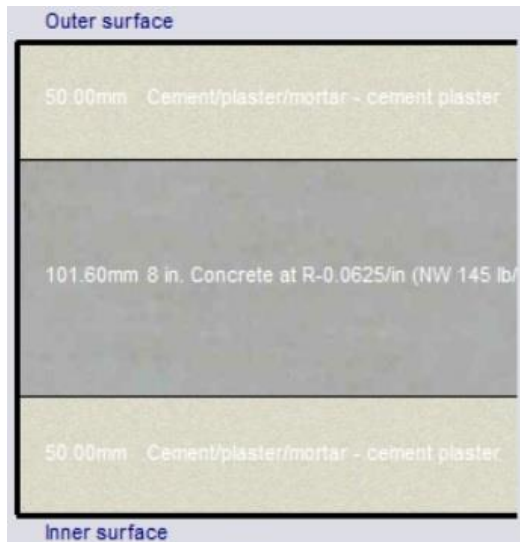 Outer surface
50.00mm Cement/plaster/mortar - cement plaster
101.60mm 8 in. Concrete at R-0.0625/in (NW 145 lb/
50.00mm Cement/plaster/mortar - cement plaster
Inner surface